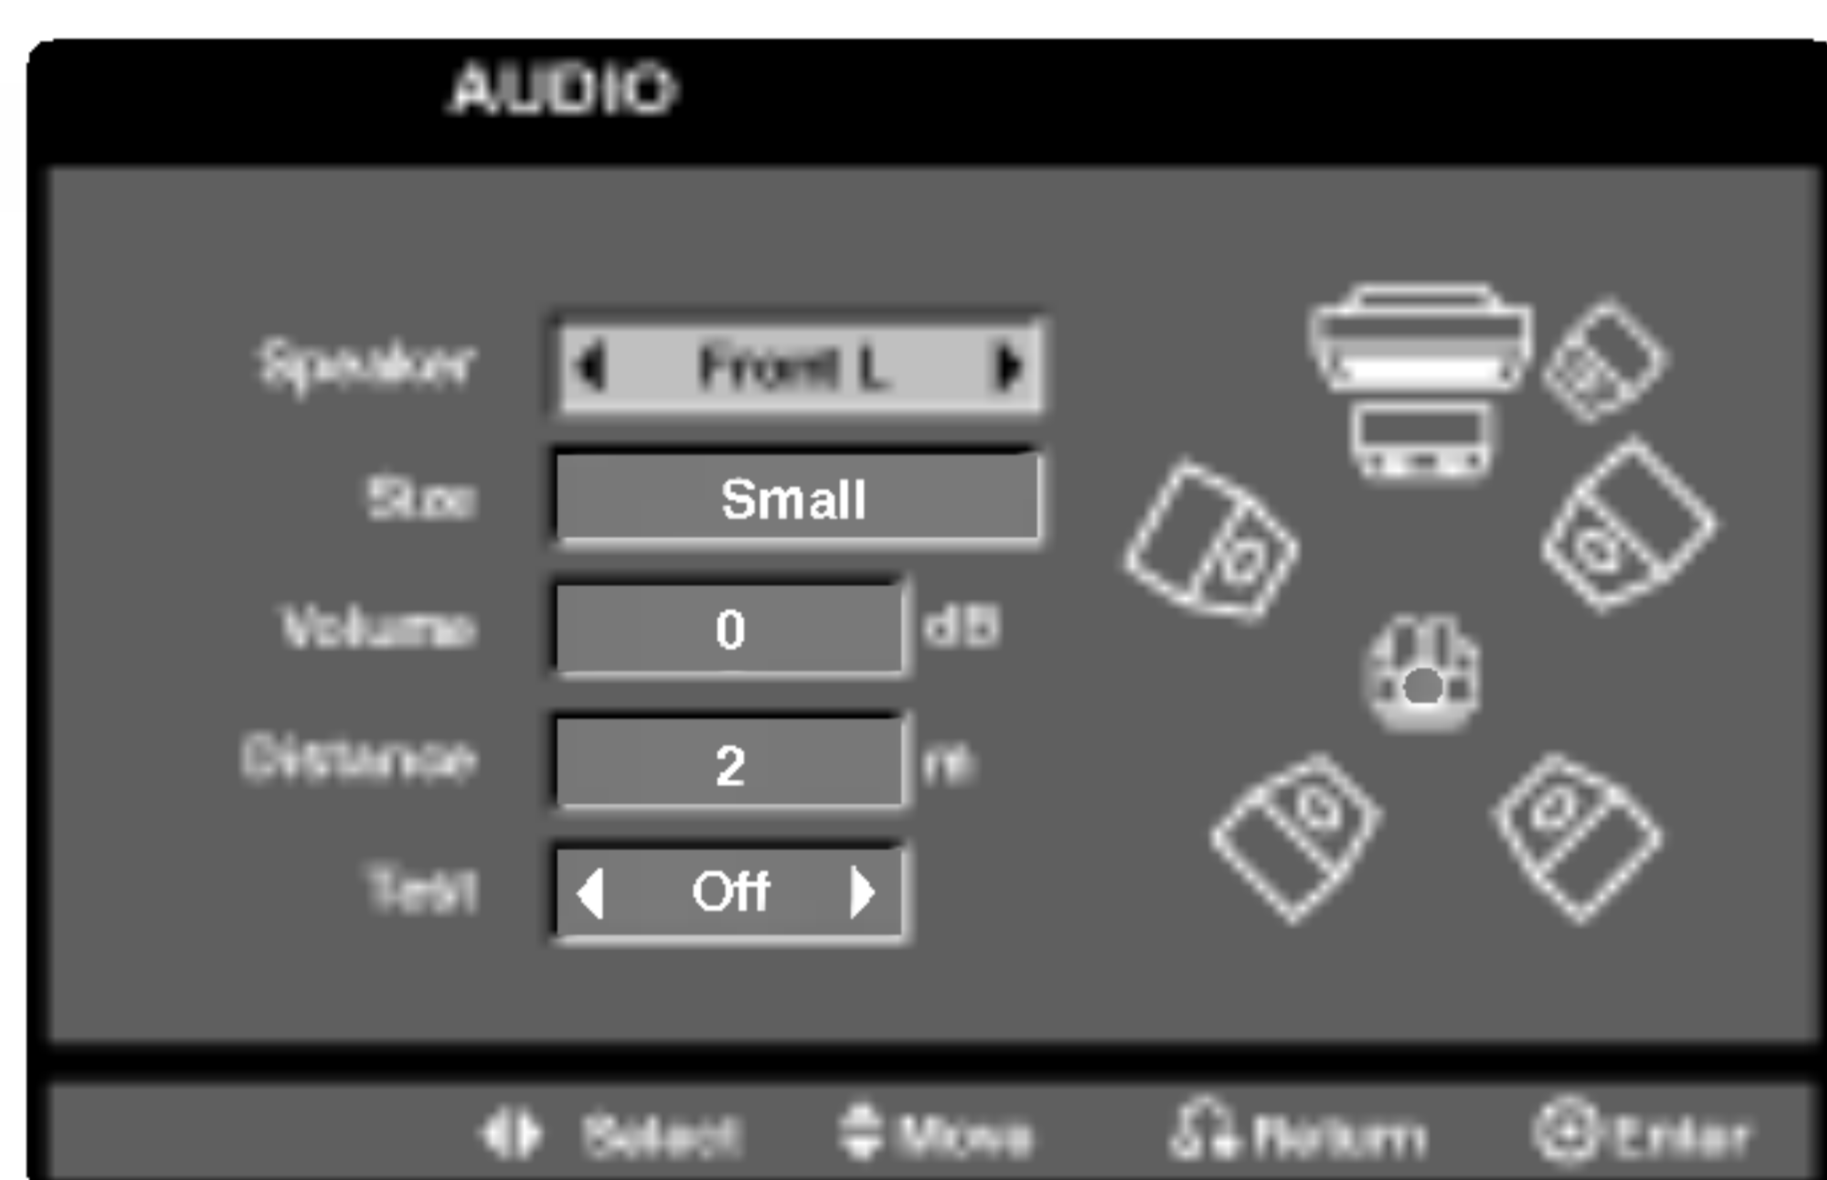 AUDIO
Speaker Front L
Size Small
Volume 0 dB
Distance 2 m
Test Off
Select Move Return Enter